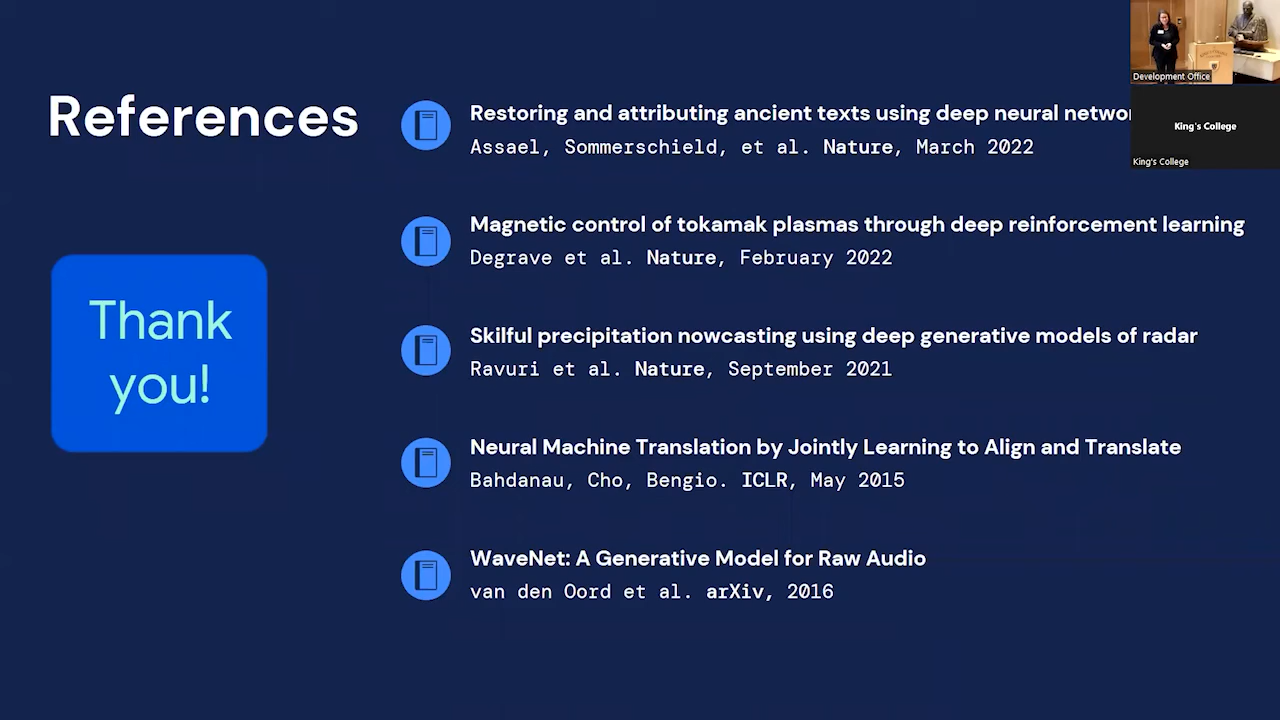 References
Thank
you!
Restoring and attributing ancient texts using deep neural
Assael, Sommerschield, et al. Nature, March 2022
Magnetic control of tokamak plasmas through deep reinforcement learning
Degrave et al. Nature, February 2022
Skilful precipitation nowcasting using deep generative models of radar
Ravuri et al. Nature, September 2021
Neural Machine Translation by Jointly Learning to Align and Translate
Bahdanau, Cho, Bengio. ICLR, May 2015
WaveNet: A Generative Model for Raw Audio
van den Oord et al. arXiv, 2016
Development Office
King's College
King's College